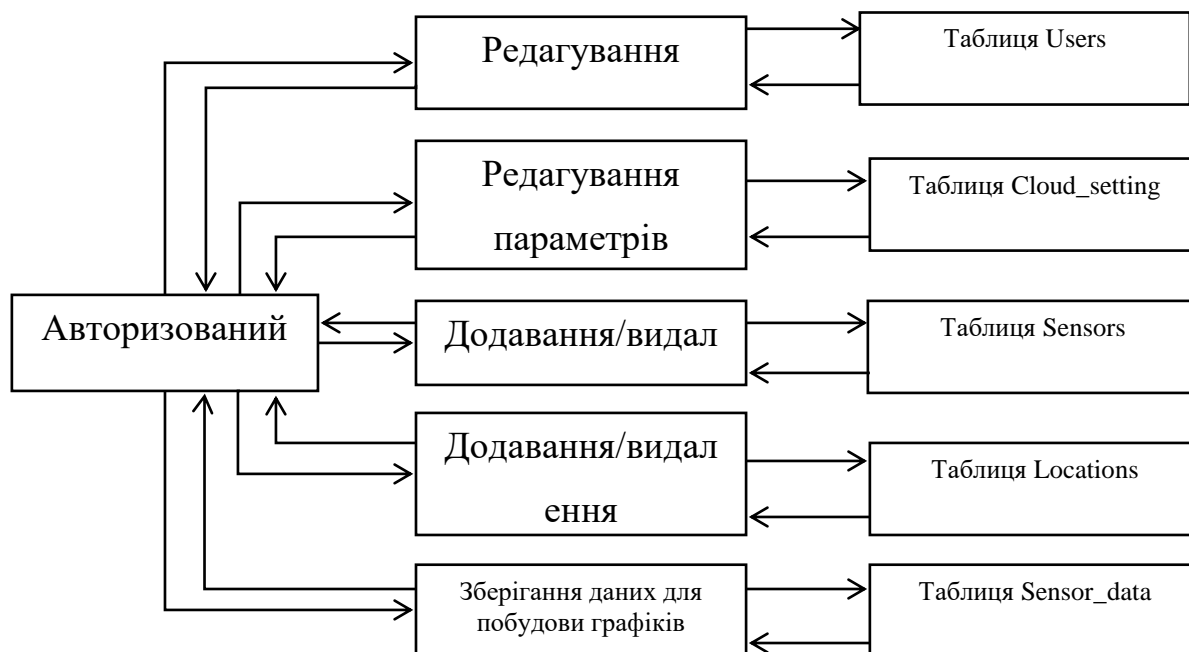 Редагування
Таблиця Users
Редагування
параметрів
Таблиця Cloud_setting
Авторизований
Додавання/видал
Таблиця Sensors
Додавання/видал
ення
Таблиця Locations
Зберігання даних для
побудови графіків
Таблиця Sensor_data